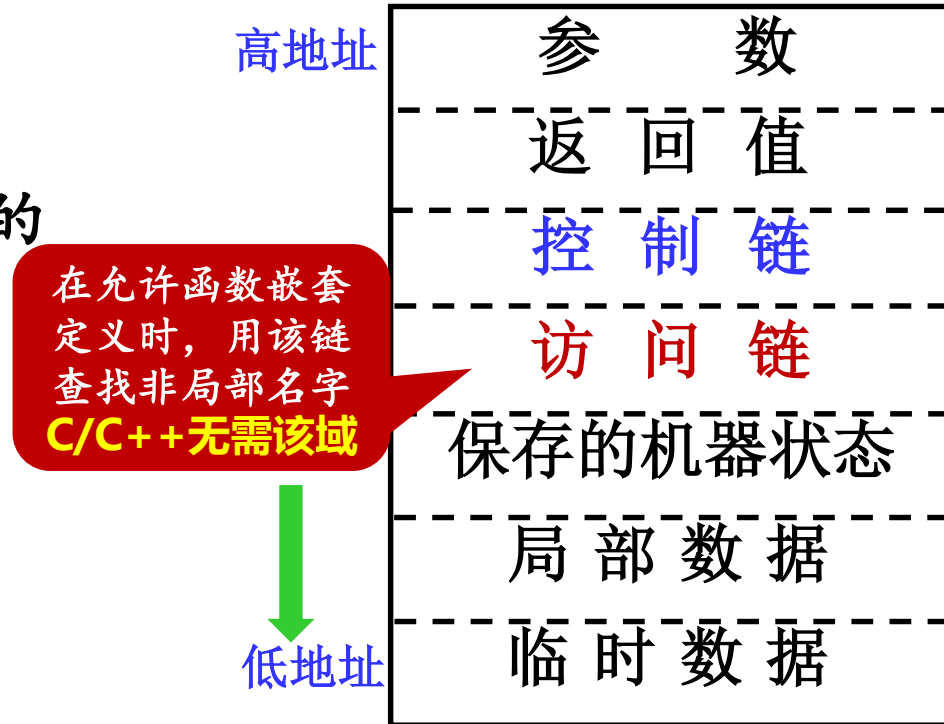 高地址
参 数
返 回 值
的
控 制 链
在允许函数嵌套
定义时，用该链
查找非局部名字
C/C++无需该域
访 问 链
保存的机器状态
局 部 数 据
临 时 数 据
低地址